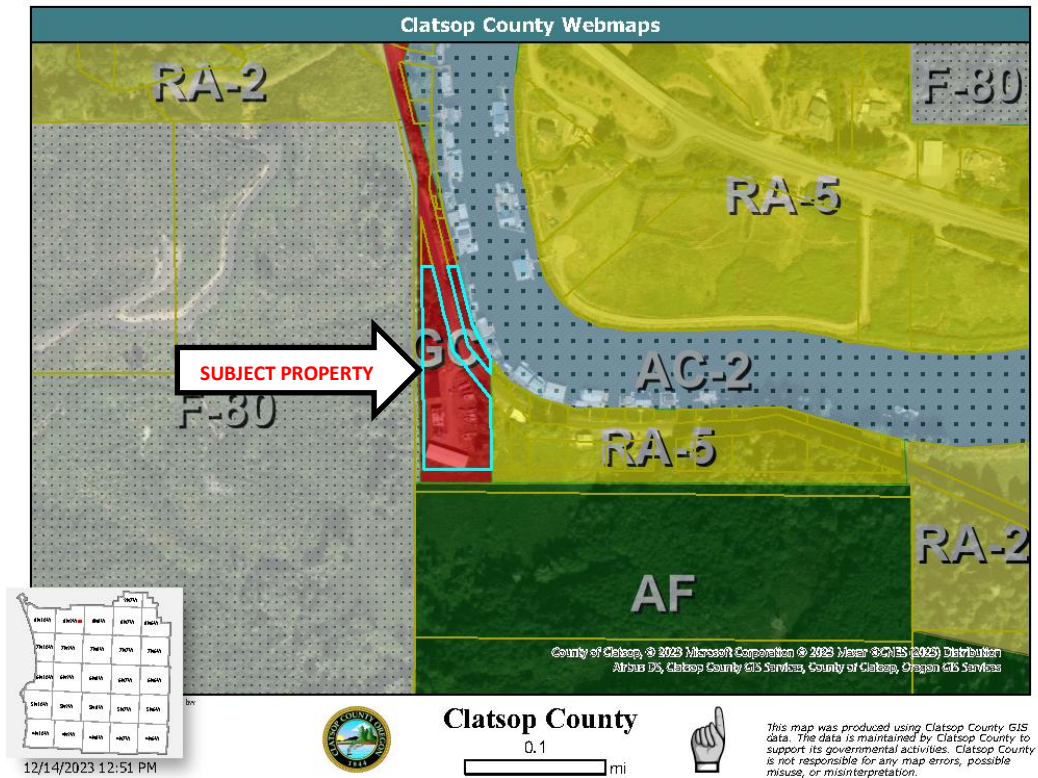 Clatsop County Webmaps
RA-2
F-80
RA-5
GC
AC-2
SUBJECT PROPERTY
F-80
RA-5
RA-2
AF
County of Clatsop, © 2023 Microsoft Corporation © 2023 Maxar ©CNES (2023) Distribution
Airbus DS, Clatsop County GIS Services, County of Clatsop, Oregon GIS Services
Clatsop County
0.1
mi
CLATSOP COUNTY OREGON
1844
This map was produced using Clatsop County GIS
data. The data is maintained by Clatsop County to
support its governmental activities. Clatsop County
is not responsible for any map errors, possible
misuse, or misinterpretation.
12/14/2023 12:51 PM